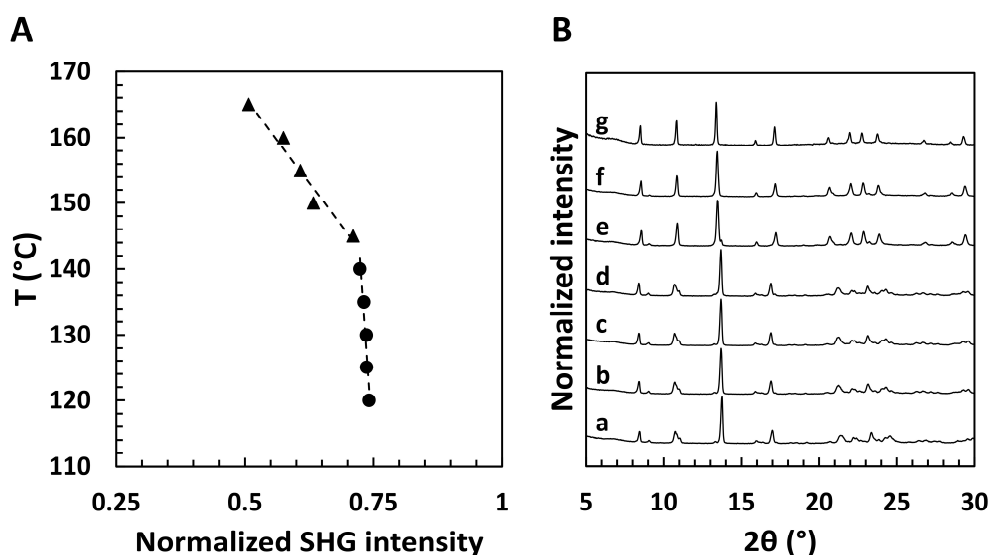 A
170
160
150
140
130
120
110
T (°C)
0.25
0.5
0.75
1
Normalized SHG intensity
B
Normalized intensity
g
f
e
d
c
b
a
5
10
15
20
25
30
2θ (°)